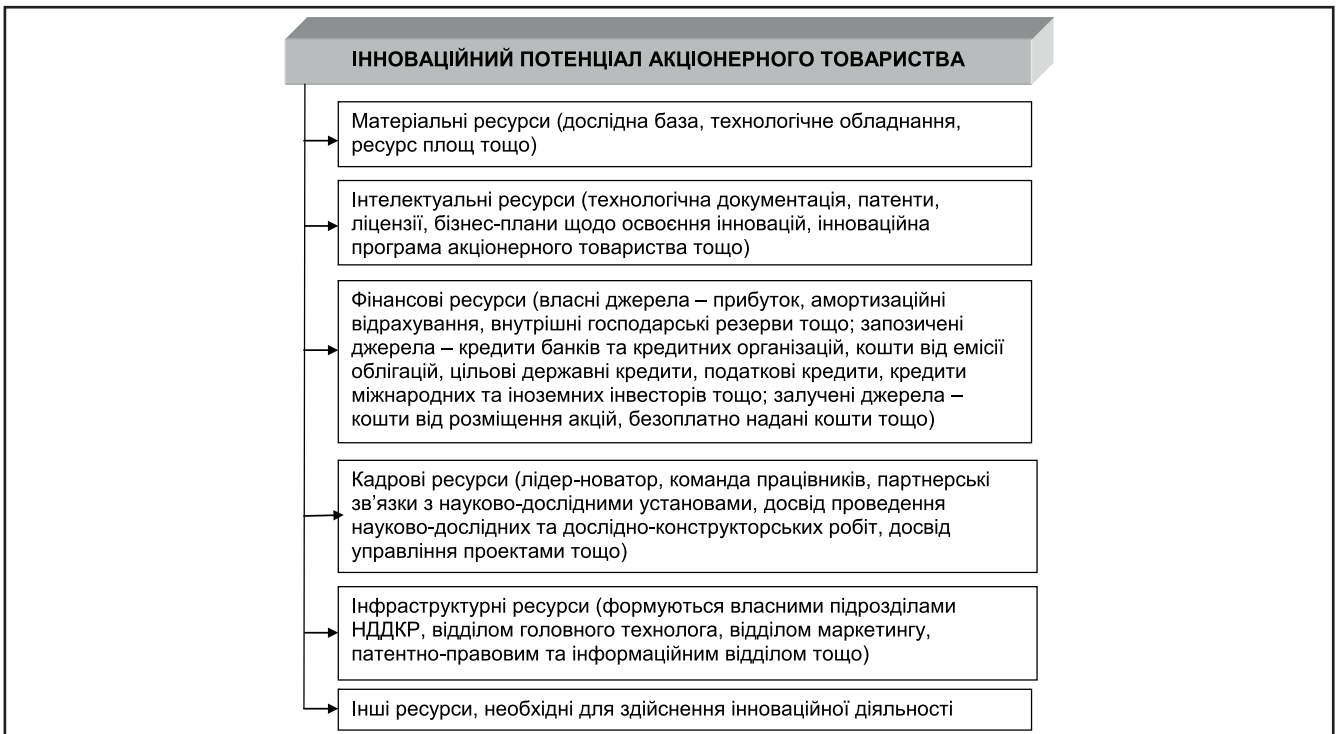 ІННОВАЦІЙНИЙ ПОТЕНЦІАЛ АКЦІОНЕРНОГО ТОВАРИСТВА
Матеріальні ресурси (дослідна база, технологічне обладнання,
ресурс площ тощо)
Інтелектуальні ресурси (технологічна документація, патенти,
ліцензії, бізнес-плани щодо освоєння інновацій, інноваційна
програма акціонерного товариства тощо)
Фінансові ресурси (власні джерела – прибуток, амортизаційні
відрахування, внутрішні господарські резерви тощо; запозичені
джерела – кредити банків та кредитних організацій, кошти від емісії
облігацій, цільові державні кредити, податкові кредити, кредити
міжнародних та іноземних інвесторів тощо; залучені джерела –
кошти від розміщення акцій, безоплатно надані кошти тощо)
Кадрові ресурси (лідер-новатор, команда працівників, партнерські
зв’язки з науково-дослідними установами, досвід проведення
науково-дослідних та дослідно-конструкторських робіт, досвід
управління проектами тощо)
Інфраструктурні ресурси (формуються власними підрозділами
НДДКР, відділом головного технолога, відділом маркетингу,
патентно-правовим та інформаційним відділом тощо)
Інші ресурси, необхідні для здійснення інноваційної діяльності